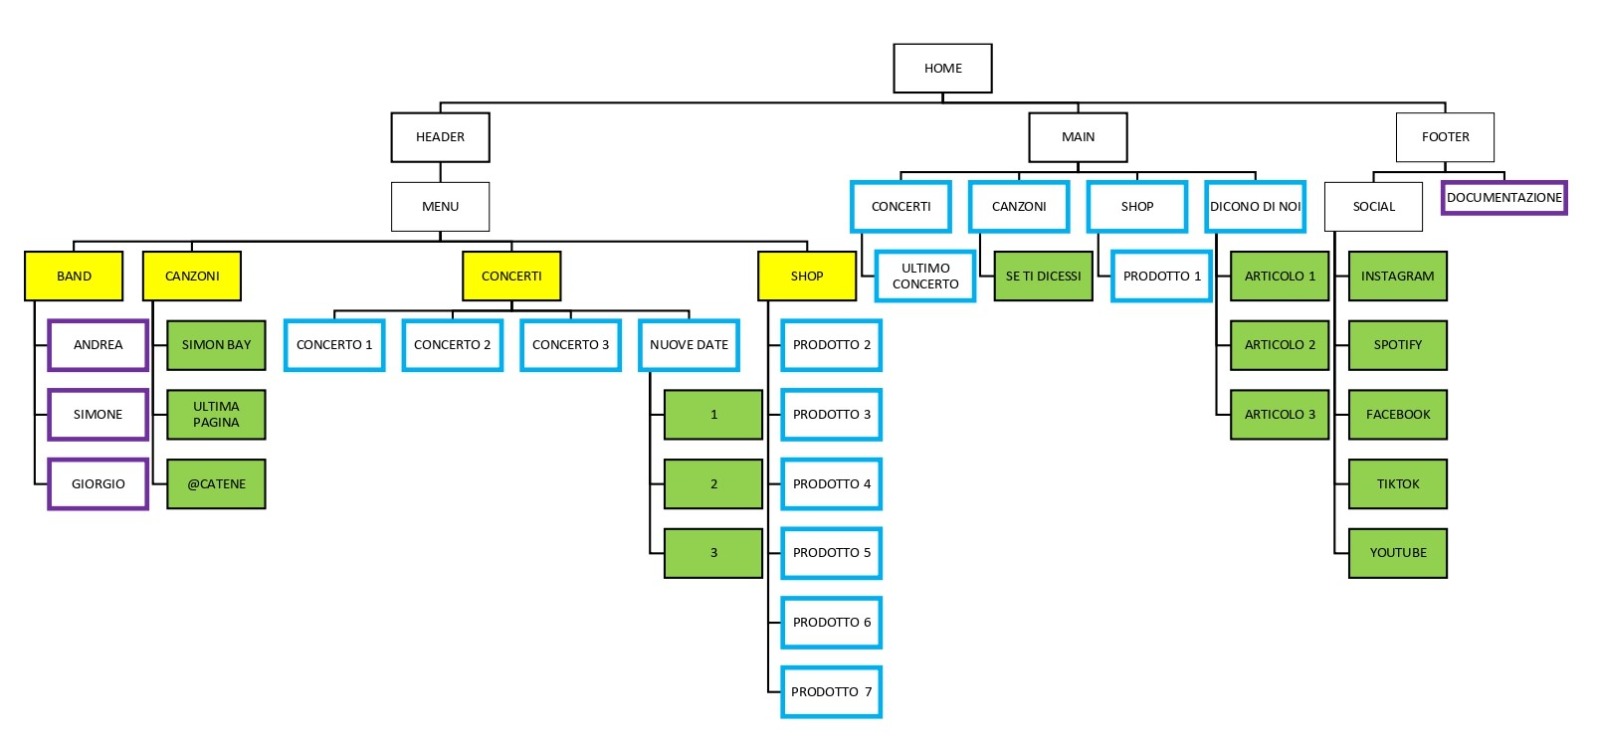 HOME
HEADER
MAIN
FOOTER
MENU
CONCERTI
CANZONI
SHOP
DICONO DI NOI
SOCIAL
DOCUMENTAZIONE
BAND
CANZONI
CONCERTI
SHOP
ULTIMO
CONCERTO
SE TI DICESSI
PRODOTTO 1
ARTICOLO 1
INSTAGRAM
ANDREA
SIMON BAY
CONCERTO 1
CONCERTO 2
CONCERTO 3
NUOVE DATE
PRODOTTO 2
ARTICOLO 2
SPOTIFY
SIMONE
ULTIMA
PAGINA
1
PRODOTTO 3
ARTICOLO 3
FACEBOOK
GIORGIO
@CATENE
2
PRODOTTO 4
TIKTOK
3
PRODOTTO 5
YOUTUBE
PRODOTTO 6
PRODOTTO 7